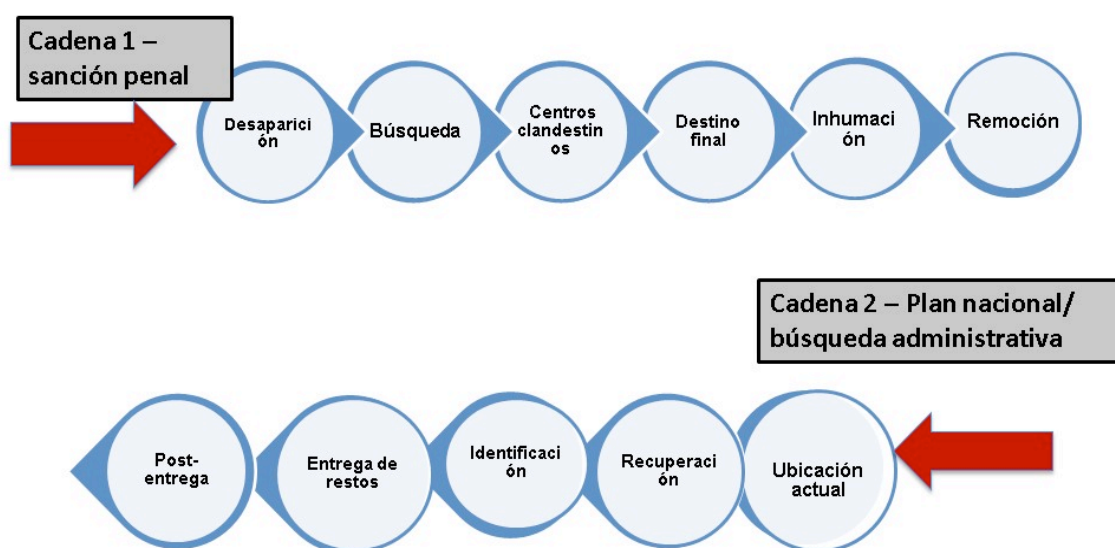 Cadena 1 –
sanción penal
Desaparici
ón
Búsqueda
Centros
clandestin
os
Destino
final
Inhumaci
ón
Remoción
Cadena 2 – Plan nacional/
búsqueda administrativa
Post-
entrega
Entrega de
restos
Identificaci
ón
Recuperaci
ón
Ubicación
actual